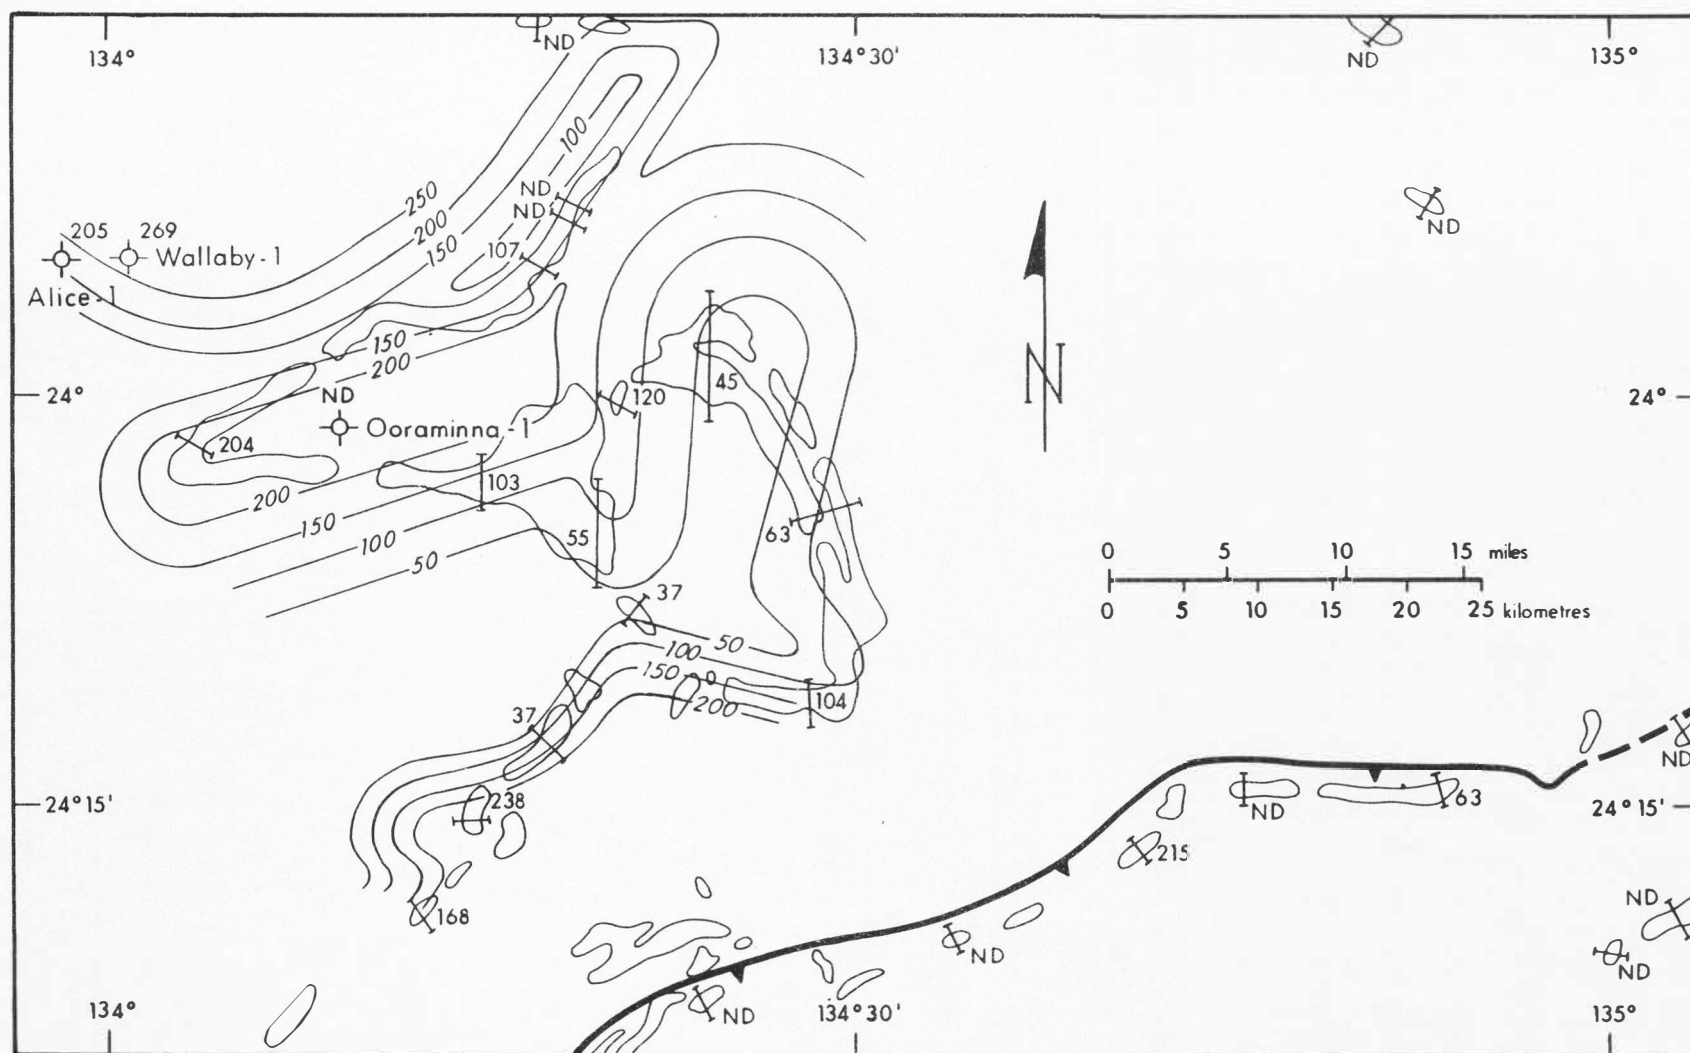 134°
134° 30'
135°
ND
ND
100
ND
ND
ND
250
200
150
107
205
269
Wallaby - 1
Alice - 1
150
200
24°
24°
ND
Ooraminna - 1
120
45
204
103
200
150
100
50
55
63
N
0 5 10 15 miles
0 5 10 15 20 25 kilometres
37
50
100
150
0
200
104
37
238
168
24° 15'
24° 15'
ND
ND
63
215
ND
ND
ND
ND
134°
134° 30'
135°